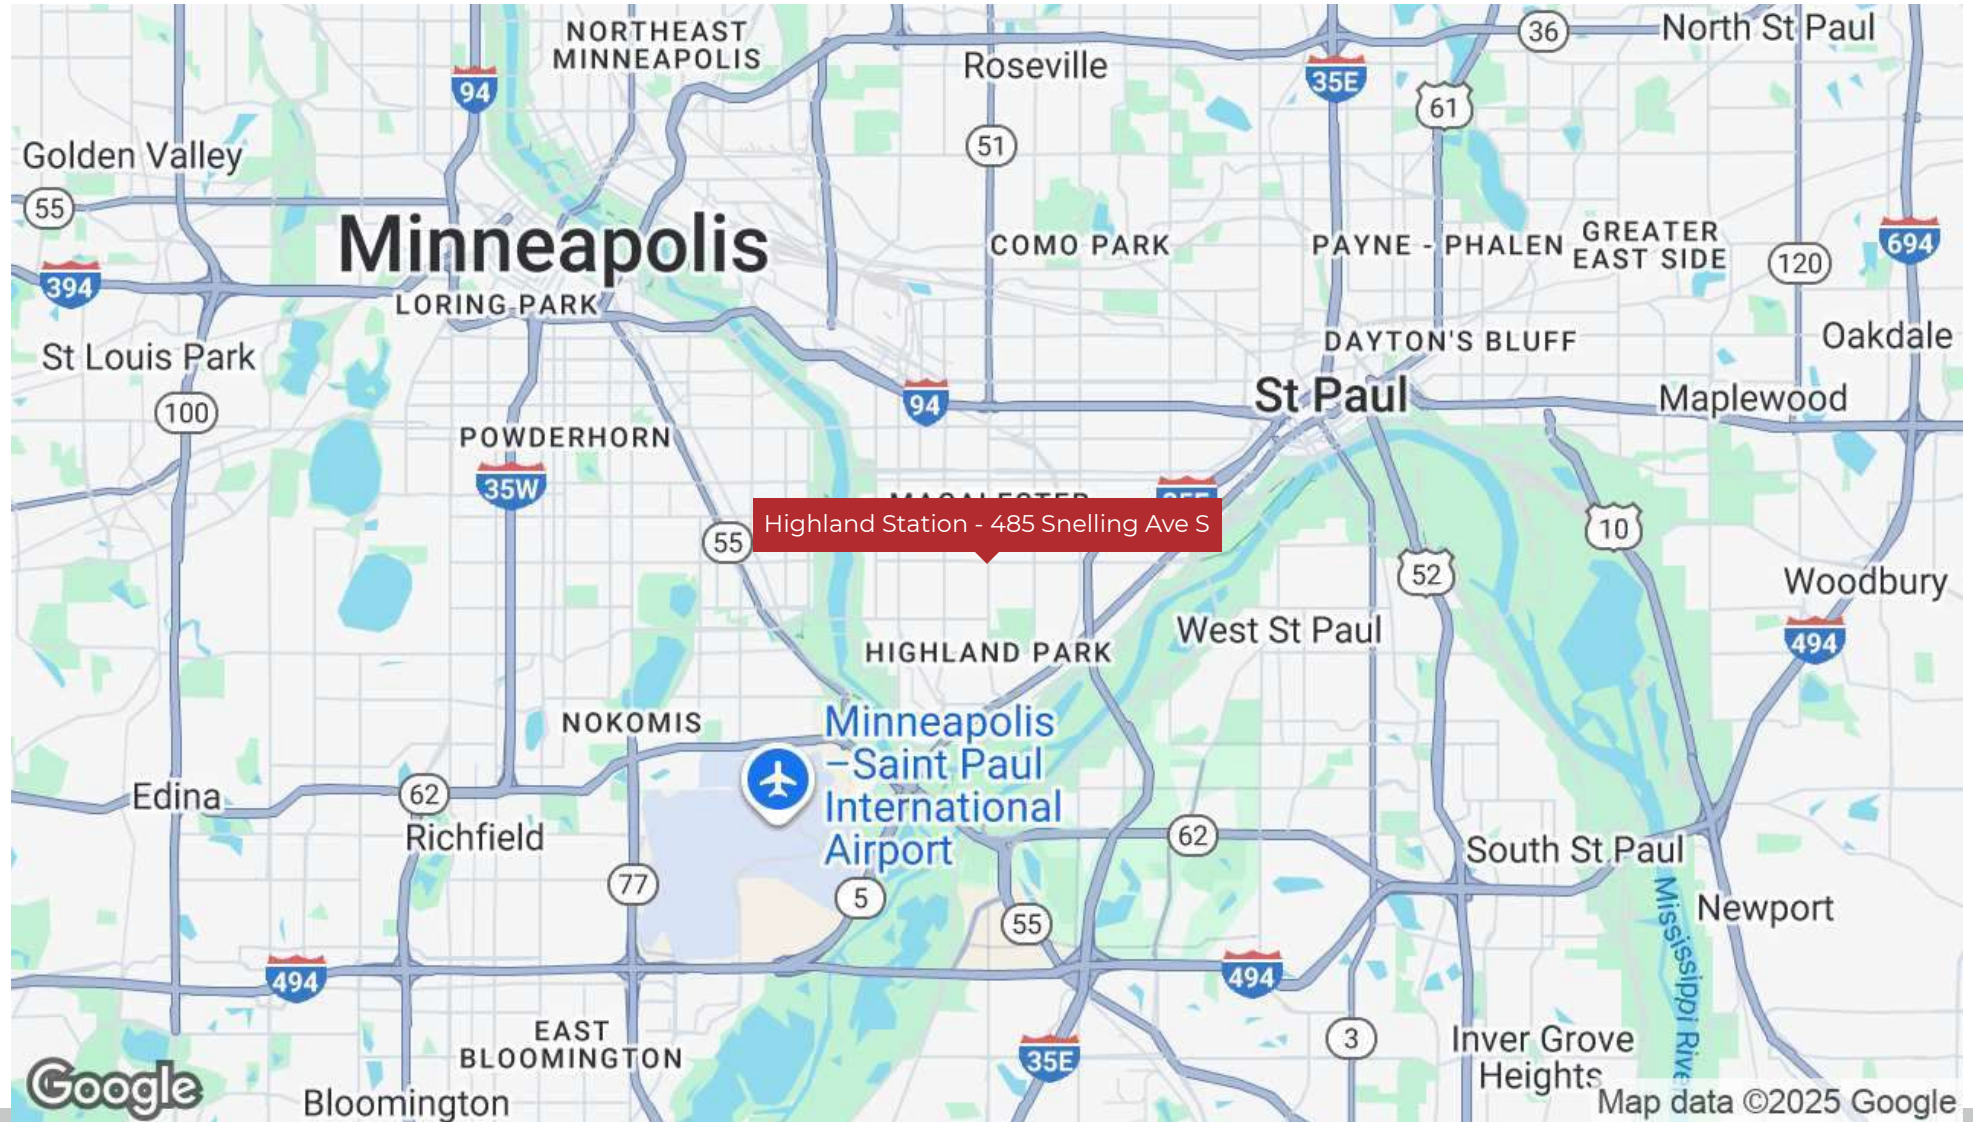 NORTHEAST
MINNEAPOLIS
36
North St Paul
Roseville
94
35E
61
51
Golden Valley
55
Minneapolis
COMO PARK
PAYNE - PHALEN
GREATER
EAST SIDE
694
120
394
LORING PARK
DAYTON'S BLUFF
Oakdale
St Louis Park
St Paul
94
Maplewood
100
POWDERHORN
35W
MACALESTER
35E
Highland Station - 485 Snelling Ave S
55
10
52
Woodbury
West St Paul
494
HIGHLAND PARK
NOKOMIS
Minneapolis
–Saint Paul
International
Airport
Edina
62
Richfield
62
South St Paul
77
5
55
Newport
494
494
Mississippi River
EAST
BLOOMINGTON
35E
3
Inver Grove
Heights
Google
Bloomington
Map data ©2025 Google